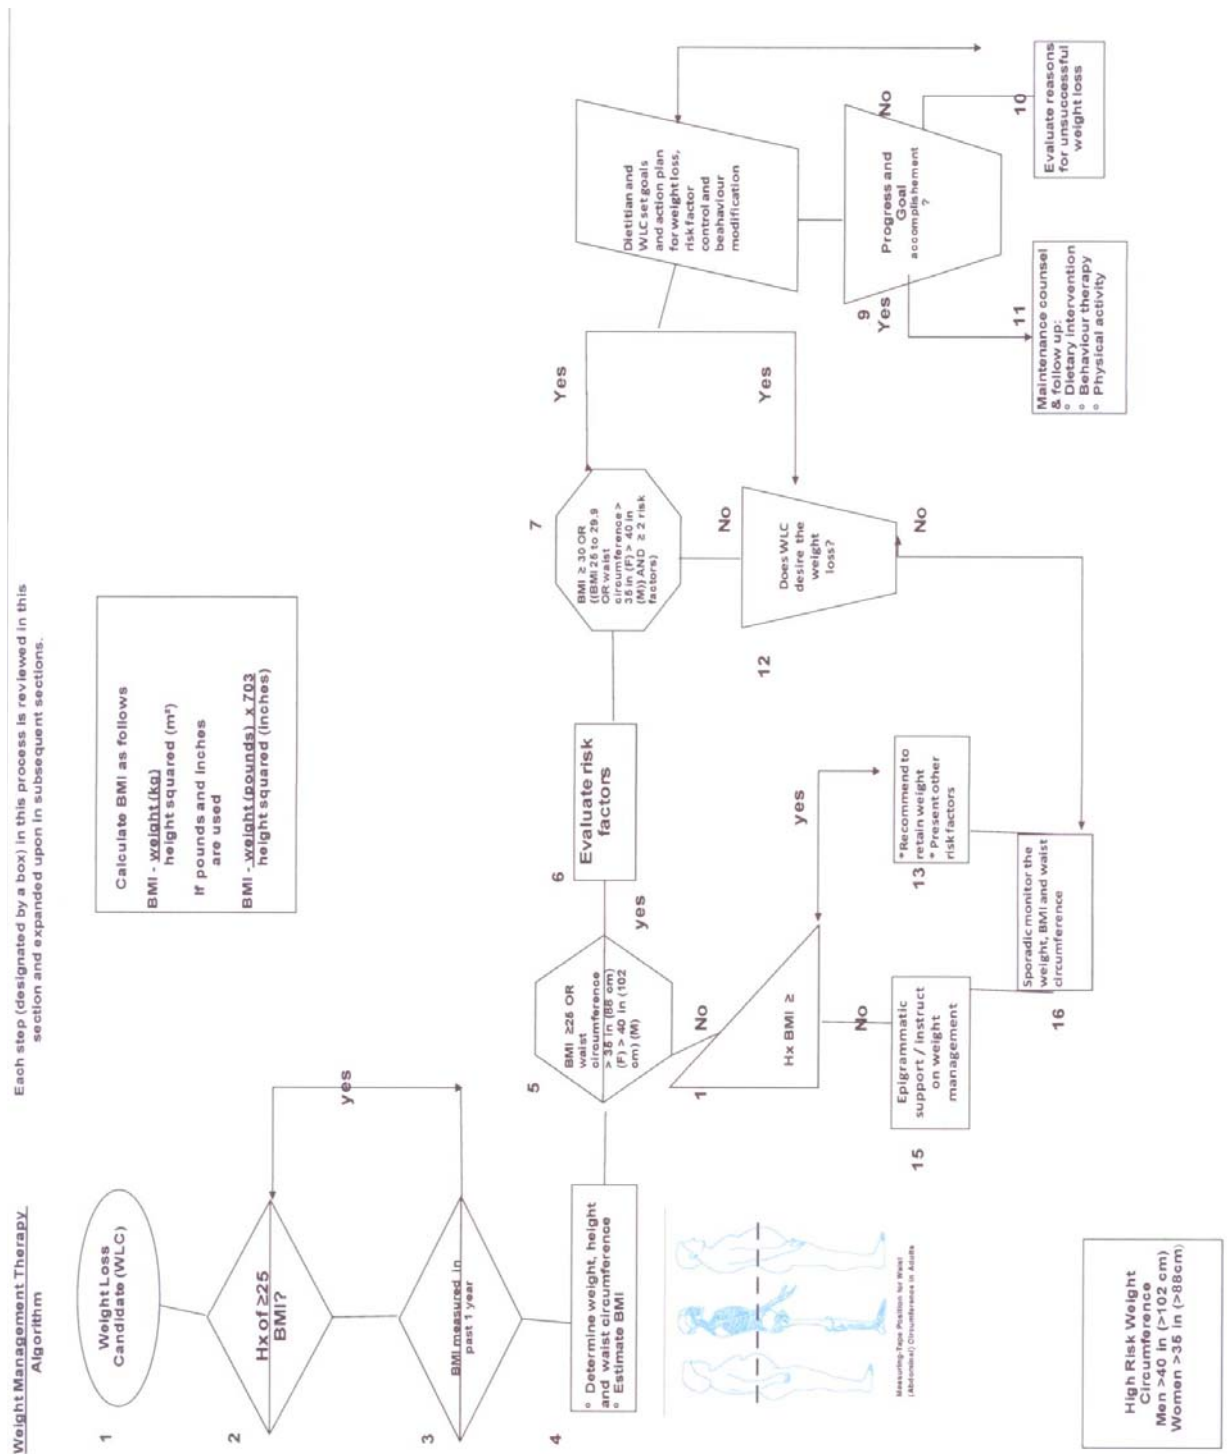 Weight Management Therapy
Algorithm
Each step (designated by a box) in this process is reviewed in this
section and expanded upon in subsequent sections.
1
Weight Loss
Candidate (WLC)
2
Hx of ≥25
BMI?
yes
3
BMI measured in
past 1 year
4
° Determine weight, height
and waist circumference
° Estimate BMI
Calculate BMI as follows
BMI - weight (kg)
height squared (m²)
If pounds and inches
are used
BMI - weight (pounds) x 703
height squared (inches)
5
BMI ≥25 OR
waist
circumference
> 35 in (88 cm)
(F) > 40 in (102
cm) (M)
yes
No
6
Evaluate risk
factors
7
BMI ≥ 30 OR
((BMI 25 to 29.9
OR waist
circumference >
35 in (F) > 40 in
(M)) AND ≥ 2 risk
factors)
Yes
Yes
No
Dietitian and
WLC set goals
and action plan
for weight loss,
risk factor
control and
beahaviour
modification
9
Yes
Progress and
Goal
accomplishement
?
No
10
Evaluate reasons
for unsuccessful
weight loss
11
Maintenance counsel
& follow up:
° Dietary intervention
° Behaviour therapy
° Physical activity
12
Does WLC
desire the
weight
loss?
No
1
Hx BMI ≥
yes
No
13
*Recommend to
retain weight
* Present other
risk factors
15
Epigrammatic
support / instruct
on weight
management
16
Sporadic monitor the
weight, BMI and waist
circumference
Measuring-Tape Position for Waist
(Abdominal) Circumference in Adults
High Risk Weight
Circumference
Men >40 in (>102 cm)
Women >35 in (>88cm)